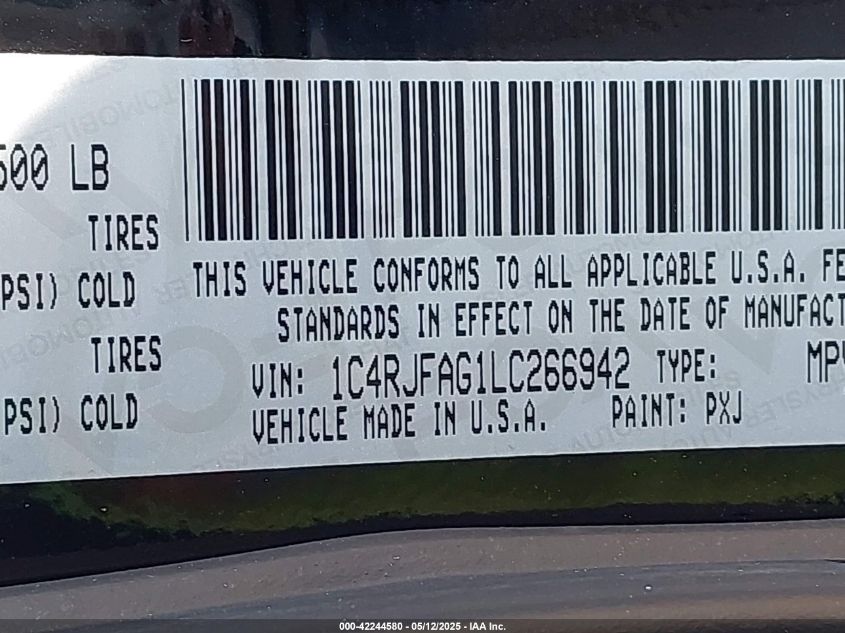 500 LB
TIRES
PSI) COLD
TIRES
PSI) COLD
THIS VEHICLE CONFORMS TO ALL APPLICABLE U.S.A. FE
STANDARDS IN EFFECT ON THE DATE OF MANUFACT
VIN: 1C4RJFAG1LC266942 TYPE: MPV
VEHICLE MADE IN U.S.A. PAINT: PXJ
000-42244580 - 05/12/2025 - IAA Inc.